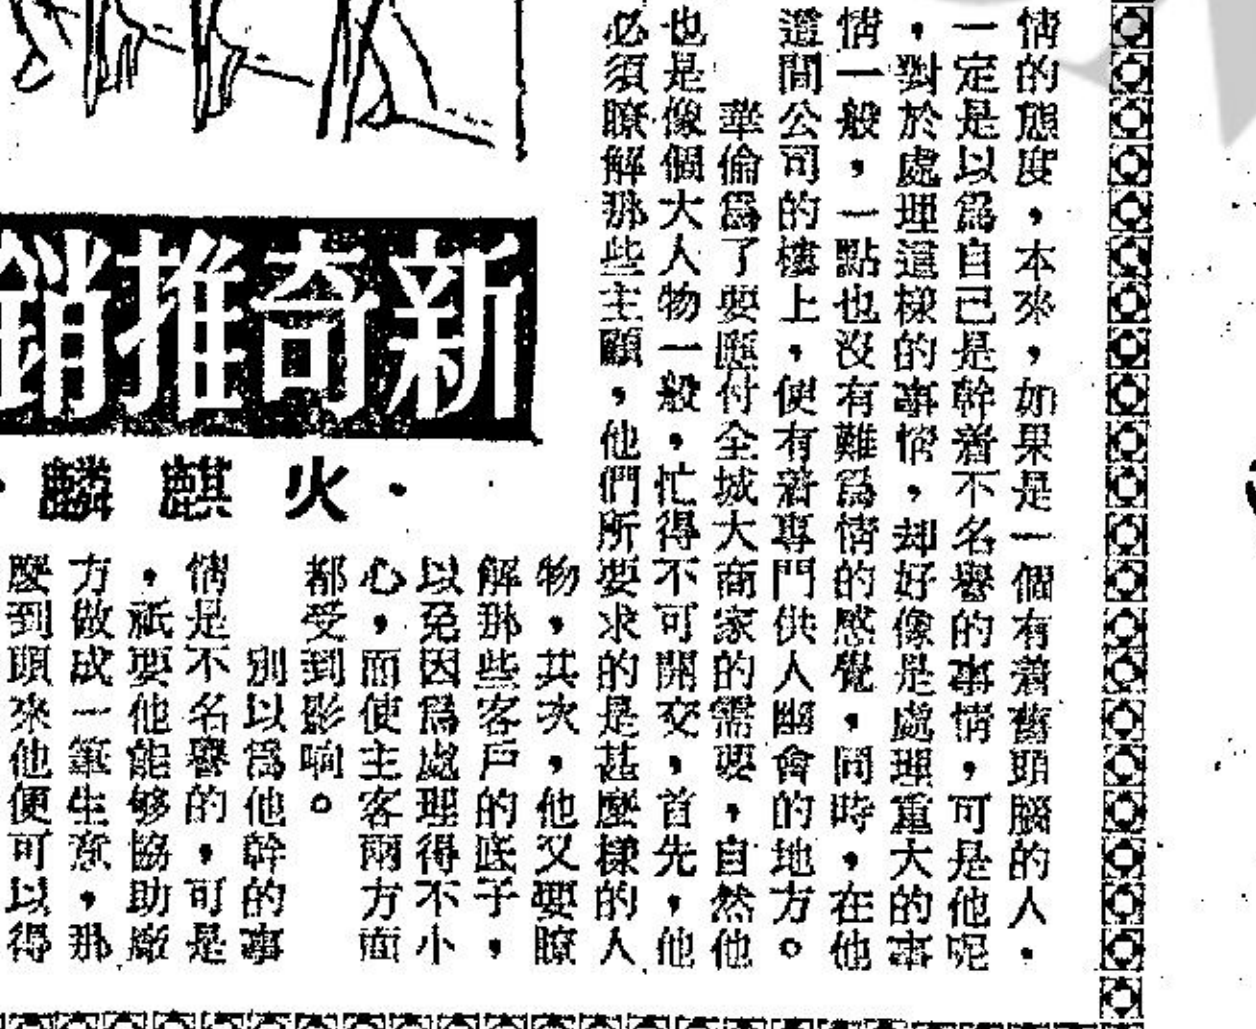 情的態度，本來，如果是一個有着舊頭腦的人，
一定是以爲自己是幹着不名譽的事情，可是他呢
，對於處理這樣的事情，却好像是處理重大的事
情一般，一點也沒有難爲情的感覺，同時，在他
這間公司的樓上，便有着專門供人幽會的地方。
華倫爲了要應付全城大商家的需要，自然他
也是像個大人物一般，忙得不可開交，首先，他
必須瞭解那些主顧，他們所要求的是甚麼樣的人
新奇推銷
·火麒麟·
物，其次，他又要瞭
解那些客戶的底子，
以免因爲處理得不小
心，而使主客兩方面
都受到影响。
別以爲他幹的事
情是不名譽的，可是
，祇要他能够協助廠
方做成一筆生意，那
麼到頭來他便可以得